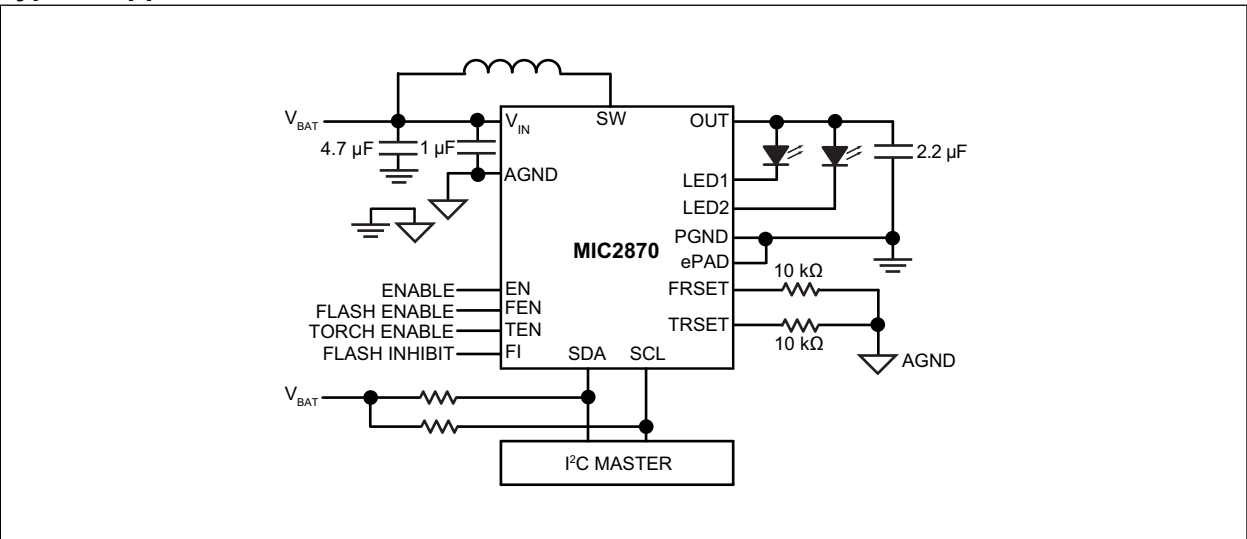 SW
OUT
V_BAT
V_IN
4.7 µF
1 µF
2.2 µF
AGND
LED1
LED2
PGND
MIC2870
ePAD
10 kΩ
ENABLE
EN
FRSET
FLASH ENABLE
FEN
TORCH ENABLE
TEN
TRSET
FLASH INHIBIT
FI
10 kΩ
SDA
SCL
AGND
V_BAT
I²C MASTER